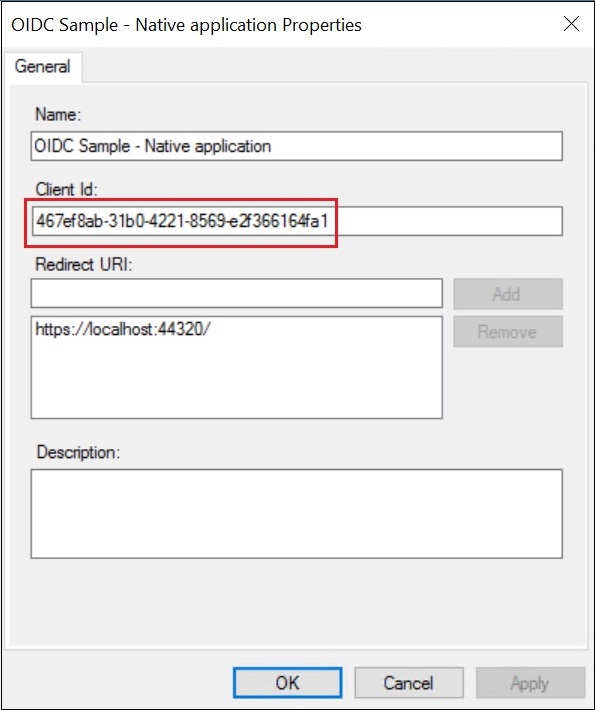 OIDC Sample - Native application Properties
General
Name:
OIDC Sample - Native application
Client Id:
467ef8ab-31b0-4221-8569-e2f366164fa1
Redirect URI:
Add
https://localhost:44320/
Remove
Description:
OK
Cancel
Apply